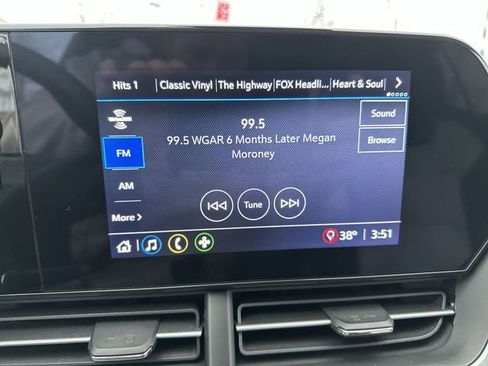 Hits 1 | Classic Vinyl | The Highway | FOX Headli... | Heart & Soul
99.5
99.5 WGAR 6 Months Later Megan
Moroney
Sound
Browse
FM
AM
More
Tune
38° | 3:51